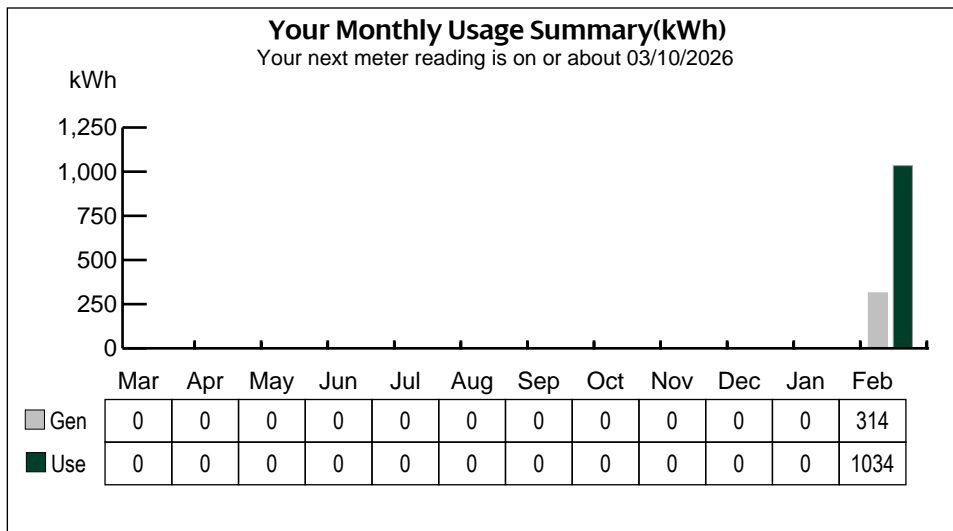 Your Monthly Usage Summary(kWh)
Your next meter reading is on or about 03/10/2026
kWh
1,250
1,000
750
500
250
0
Mar Apr May Jun Jul Aug Sep Oct Nov Dec Jan Feb
Gen 0 0 0 0 0 0 0 0 0 0 0 314
Use 0 0 0 0 0 0 0 0 0 0 0 1034